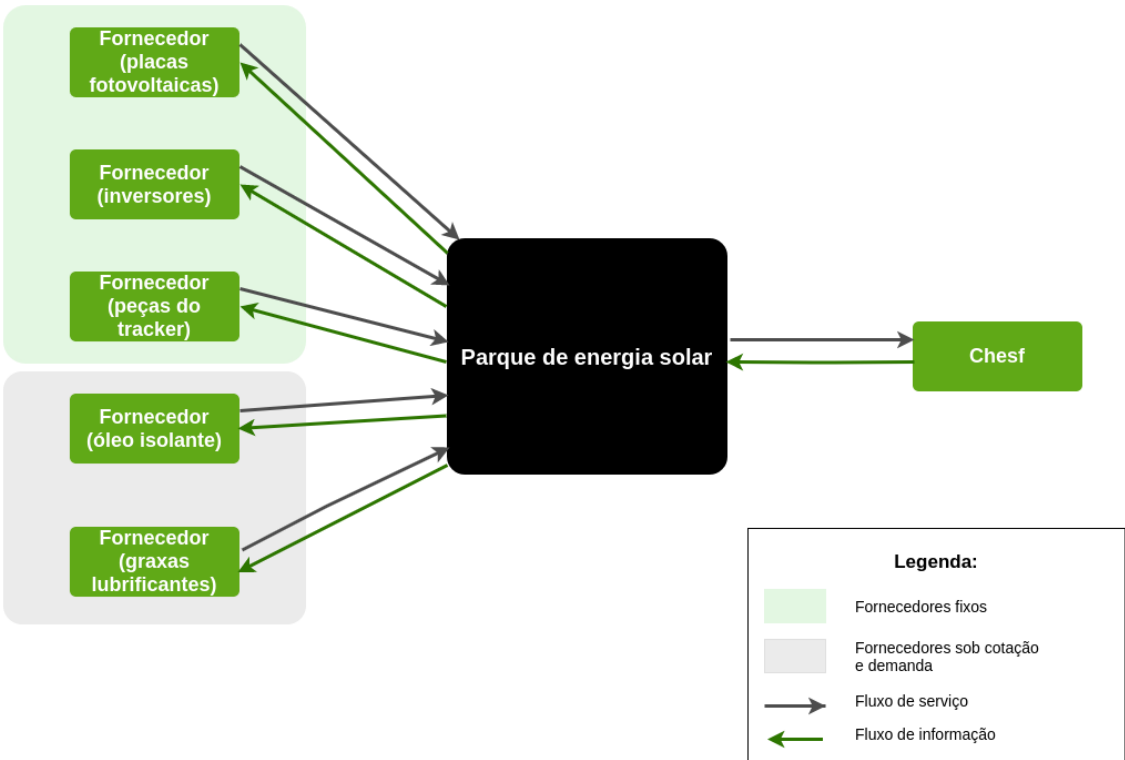 Fornecedor
(placas
fotovoltaicas)
Fornecedor
(inversores)
Fornecedor
(peças do
tracker)
Fornecedor
(óleo isolante)
Fornecedor
(graxas
lubrificantes)
Parque de energia solar
Chesf
Legenda:
Fornecedores fixos
Fornecedores sob cotação
e demanda
Fluxo de serviço
Fluxo de informação